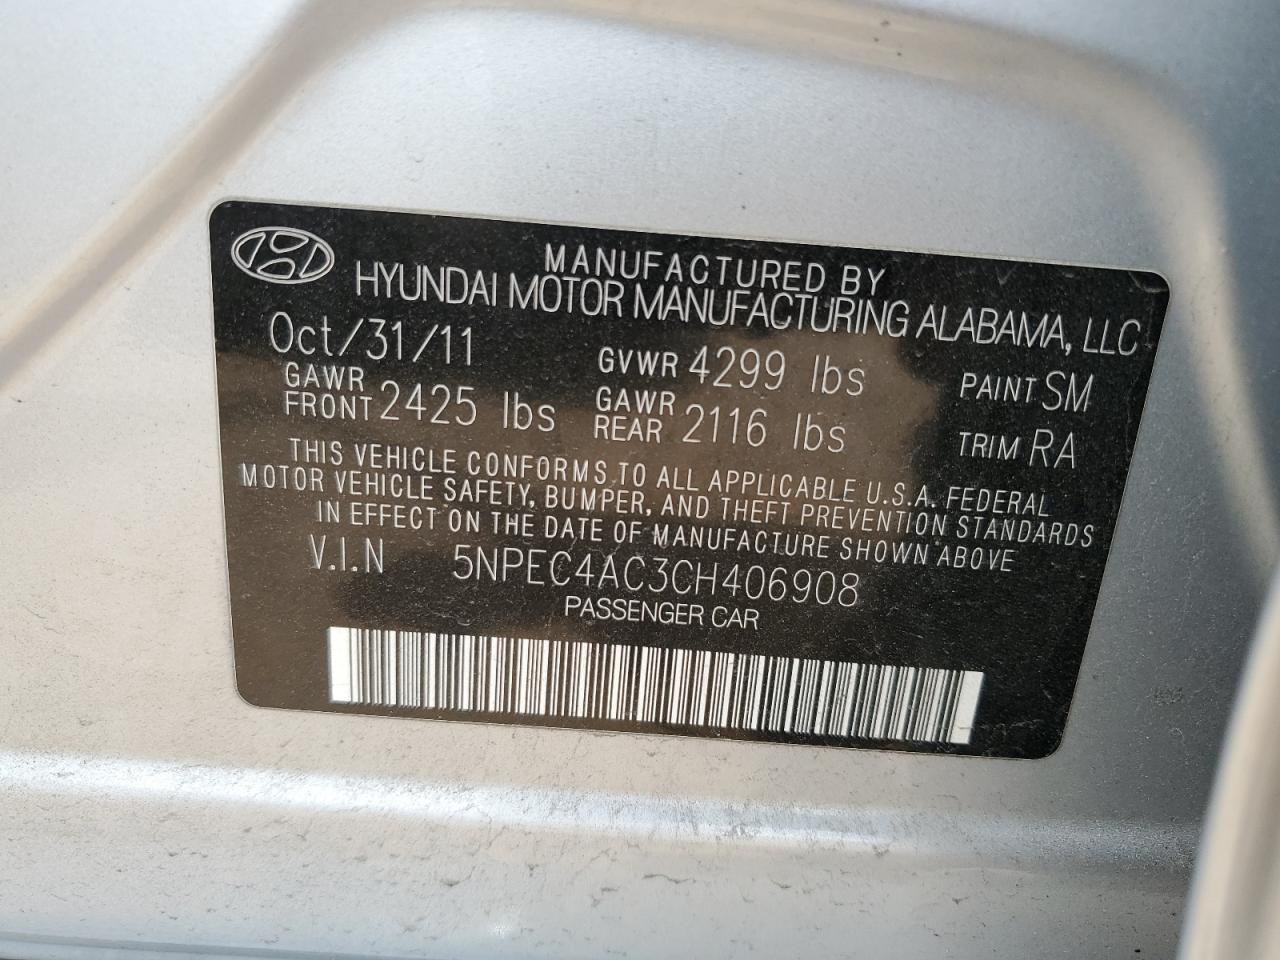 MANUFACTURED BY
HYUNDAI MOTOR MANUFACTURING ALABAMA, LLC
Oct/31/11 GVWR 4299 lbs PAINT SM
GAWR FRONT 2425 lbs GAWR REAR 2116 lbs TRIM RA
THIS VEHICLE CONFORMS TO ALL APPLICABLE U.S.A. FEDERAL
MOTOR VEHICLE SAFETY, BUMPER, AND THEFT PREVENTION STANDARDS
IN EFFECT ON THE DATE OF MANUFACTURE SHOWN ABOVE
V.I.N 5NPEC4AC3CH406908
PASSENGER CAR